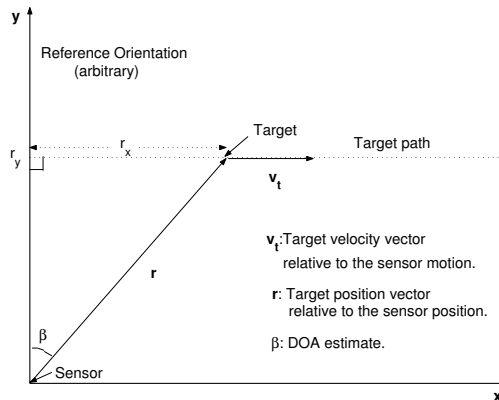 y
Reference Orientation
(arbitrary)
r_x
Target
r_y
Target path
v_t
v_t:Target velocity vector
relative to the sensor motion.
r
r: Target position vector
relative to the sensor position.
β
β: DOA estimate.
Sensor
x